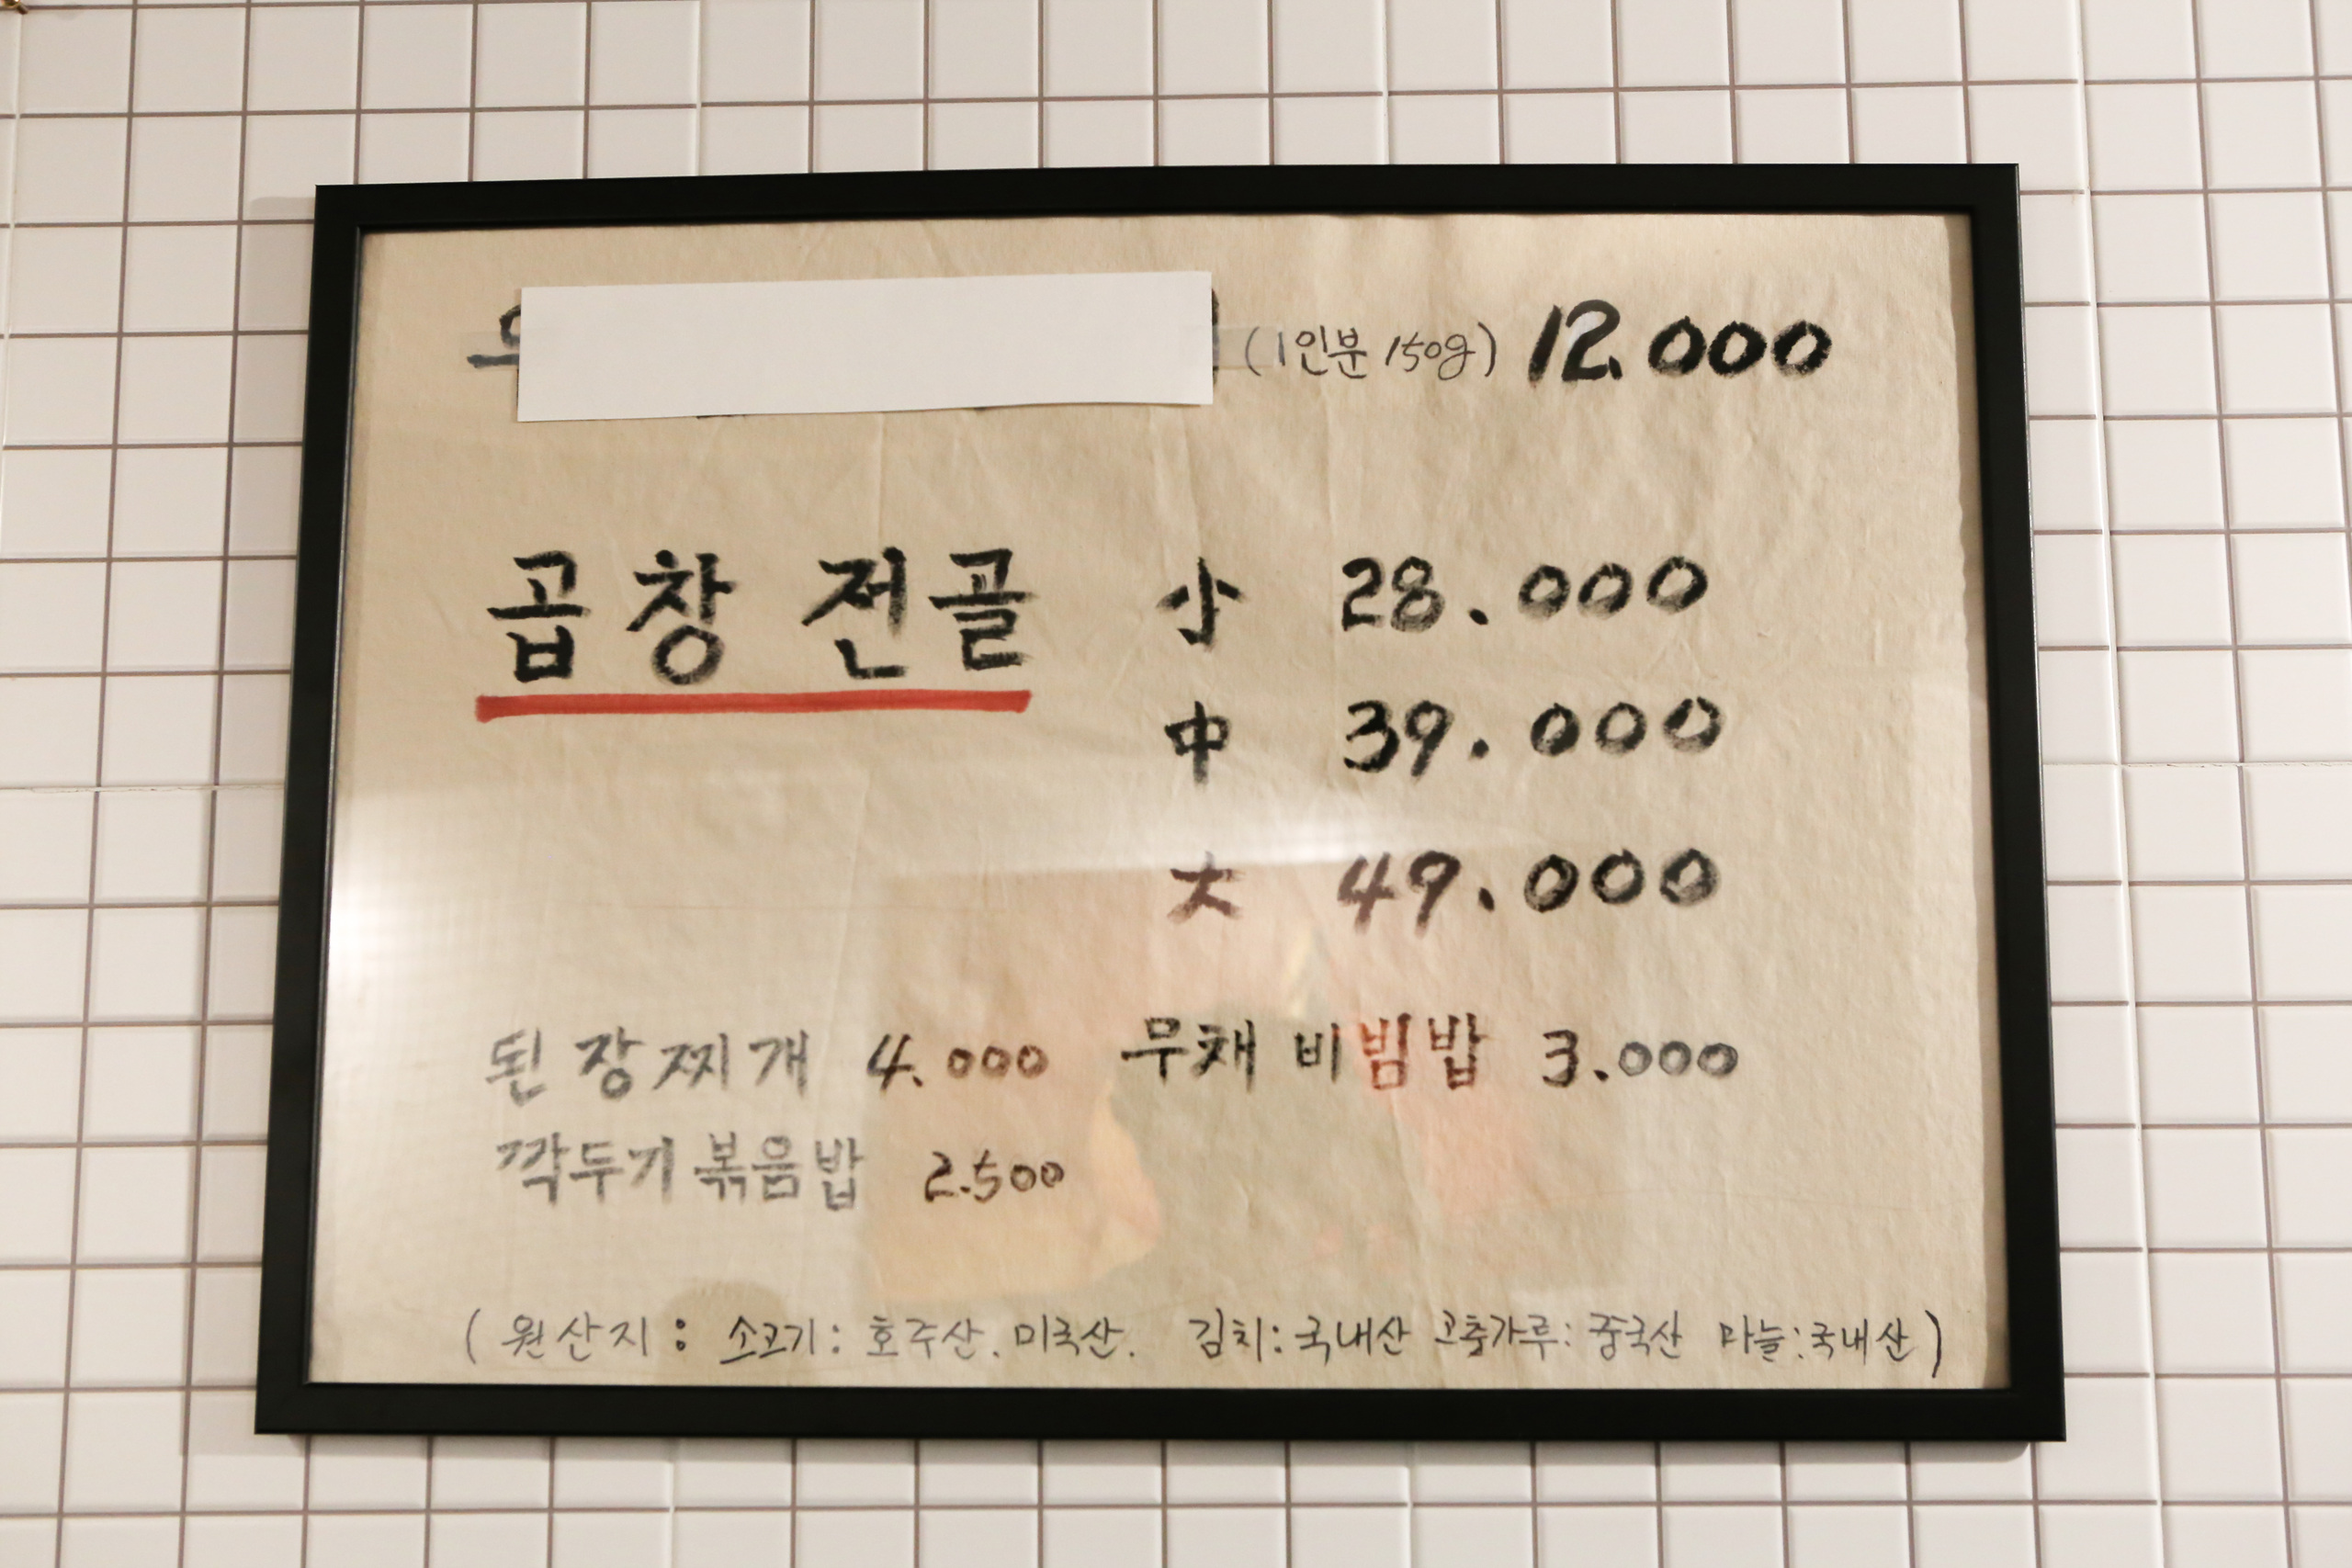 (1인분 150g) 12.000
곱창 전골 小 28.000
中 39.000
大 49.000
된장찌개 4.000 무채 비빔밥 3.000
깍두기 볶음밥 2.500
(원산지 : 소고기 : 호주산. 미국산. 김치 : 국내산 고춧가루 : 중국산 마늘 : 국내산)